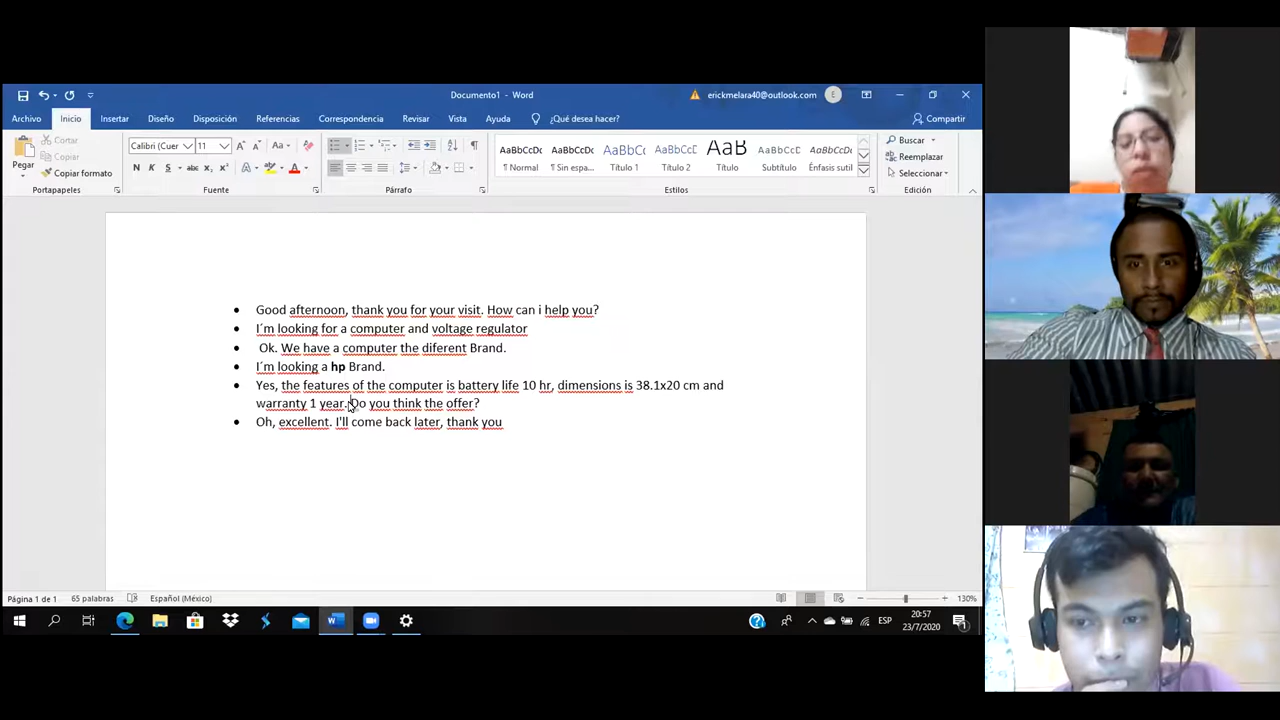 Documento1 - Word
erickmelara40@outlook.com
E
Archivo
Inicio
Insertar
Diseño
Disposición
Referencias
Correspondencia
Revisar
Vista
Ayuda
¿Qué desea hacer?
Compartir
Pegar
Cortar
Copiar
Copiar formato
Portapapeles
Calibri (Cuer
11
Aa
N K S
Fuente
Párrafo
AaBbCcDc
¶ Normal
AaBbCcDc
¶ Sin espa...
AaBbCc
Título 1
AaBbCcD
Título 2
AaB
Título
AaBbCcD
Subtítulo
AaBbCcDc
Énfasis sutil
Estilos
Buscar
Reemplazar
Seleccionar
Edición
• Good afternoon, thank you for your visit. How can i help you?
• I´m looking for a computer and voltage regulator
• Ok. We have a computer the diferent Brand.
• I´m looking a hp Brand.
• Yes, the features of the computer is battery life 10 hr, dimensions is 38.1x20 cm and
warranty 1 year. Do you think the offer?
• Oh, excellent. I'll come back later, thank you
Página 1 de 1
65 palabras
Español (México)
130%
ESP
20:57
23/7/2020